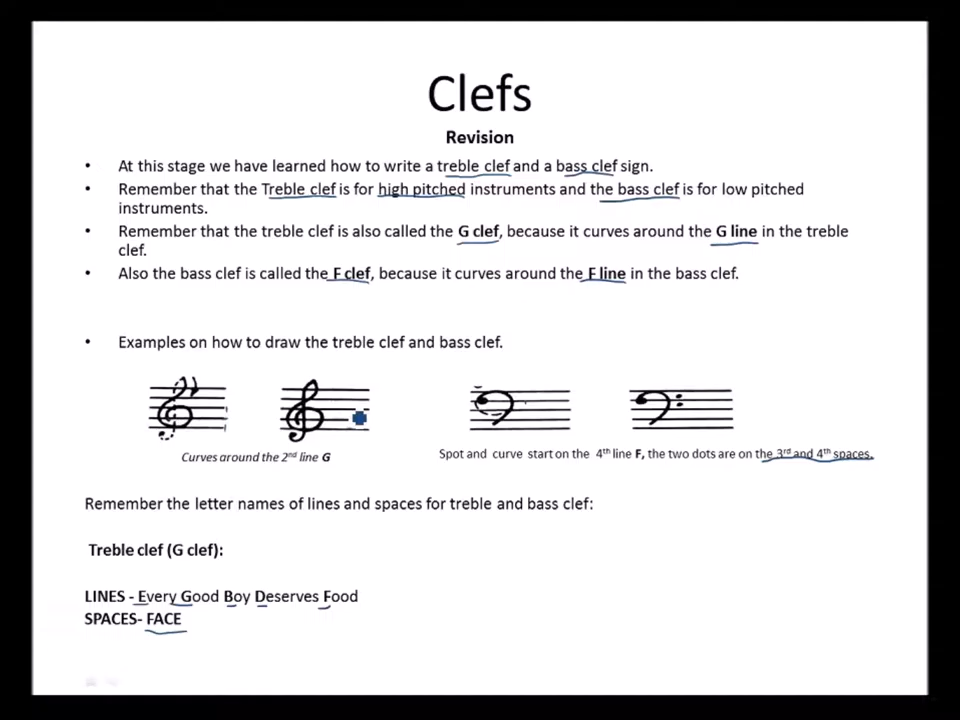 Clefs
Revision
• At this stage we have learned how to write a treble clef and a bass clef sign.
• Remember that the Treble clef is for high pitched instruments and the bass clef is for low pitched
instruments.
• Remember that the treble clef is also called the G clef, because it curves around the G line in the treble
clef.
• Also the bass clef is called the F clef, because it curves around the F line in the bass clef.
• Examples on how to draw the treble clef and bass clef.
Curves around the 2nd line G
Spot and curve start on the 4th line F, the two dots are on the 3rd and 4th spaces.
Remember the letter names of lines and spaces for treble and bass clef:
Treble clef (G clef):
LINES - Every Good Boy Deserves Food
SPACES- FACE